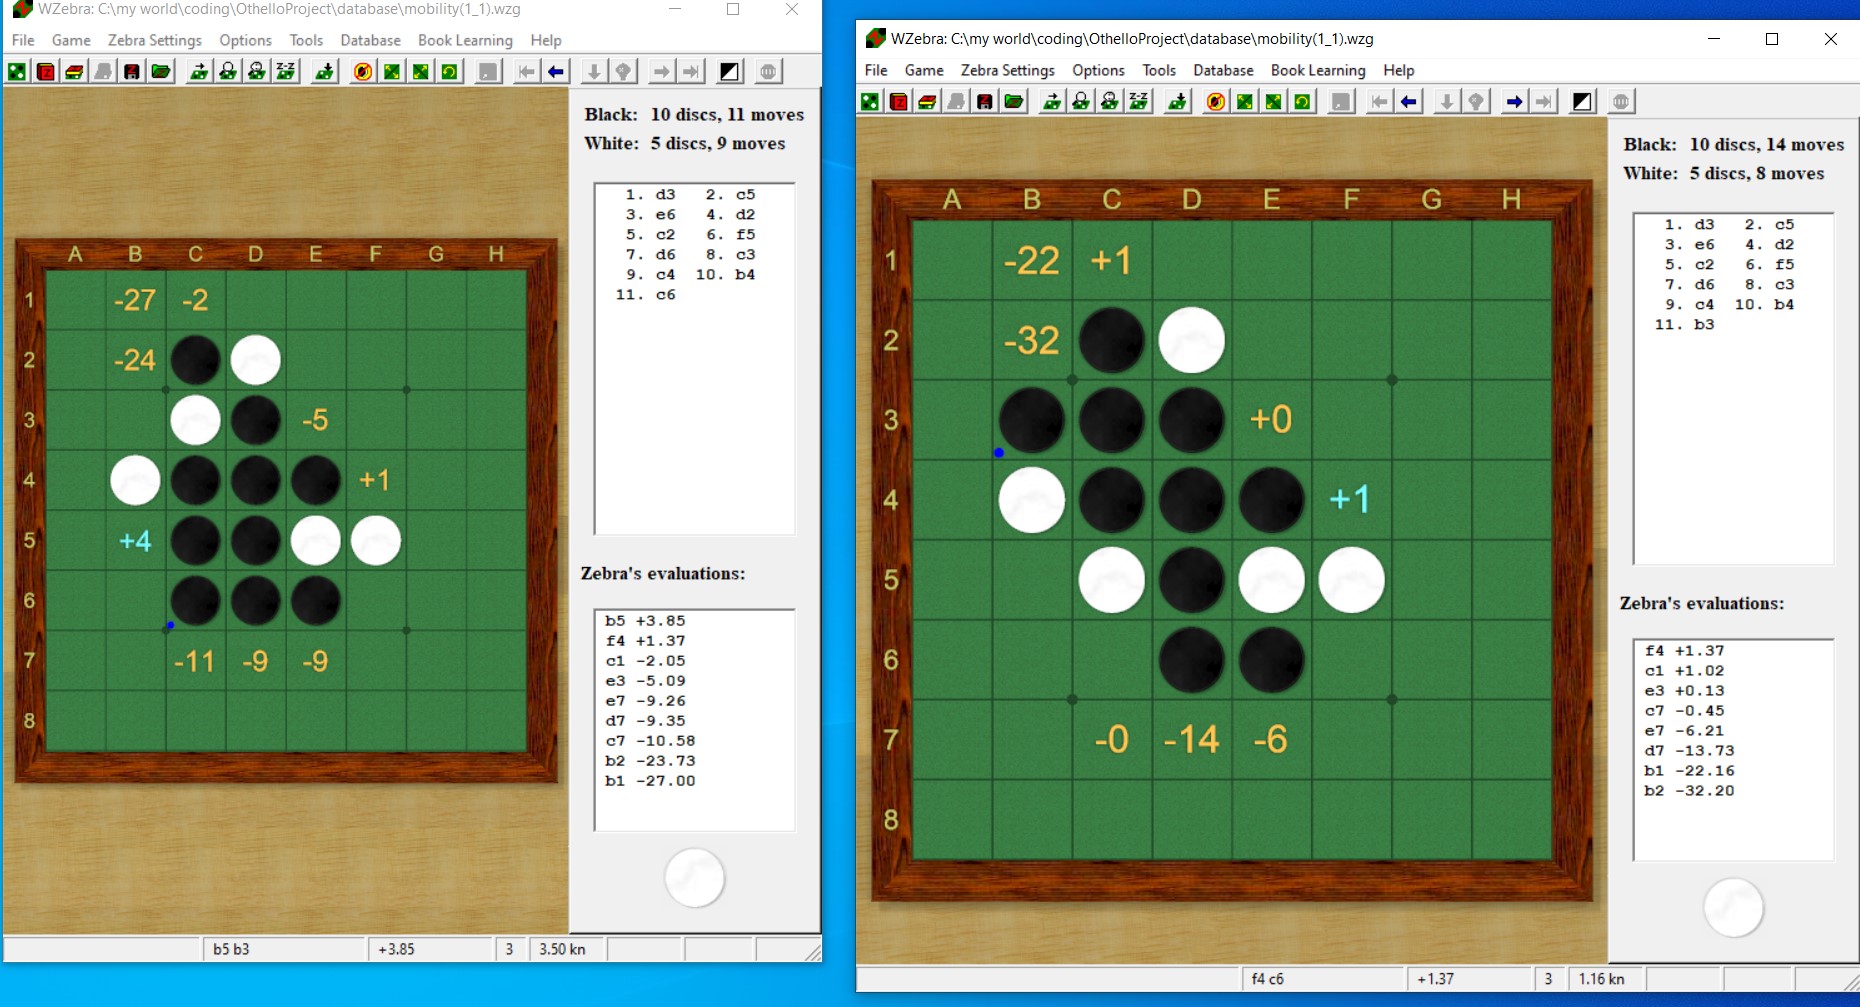 WZebra: C:\my world\coding\OthelloProject\database\mobility(1_1).wzg
File Game Zebra Settings Options Tools Database Book Learning Help
Z-Z
Black: 10 discs, 11 moves
White: 5 discs, 9 moves
1. d3 2. c5
3. e6 4. d2
5. c2 6. f5
7. d6 8. c3
9. c4 10. b4
11. c6
A B C D E F G H
1 -27 -2
2 -24
3 -5
4 +1
5 +4
6
7 -11 -9 -9
8
Zebra's evaluations:
b5 +3.85
f4 +1.37
c1 -2.05
e3 -5.09
e7 -9.26
d7 -9.35
c7 -10.58
b2 -23.73
b1 -27.00
b5 b3 +3.85 3 3.50 kn
WZebra: C:\my world\coding\OthelloProject\database\mobility(1_1).wzg
File Game Zebra Settings Options Tools Database Book Learning Help
Z-Z
Black: 10 discs, 14 moves
White: 5 discs, 8 moves
1. d3 2. c5
3. e6 4. d2
5. c2 6. f5
7. d6 8. c3
9. c4 10. b4
11. b3
A B C D E F G H
1 -22 +1
2 -32
3 +0
4 +1
5
6
7 -0 -14 -6
8
Zebra's evaluations:
f4 +1.37
c1 +1.02
e3 +0.13
c7 -0.45
e7 -6.21
d7 -13.73
b1 -22.16
b2 -32.20
f4 c6 +1.37 3 1.16 kn